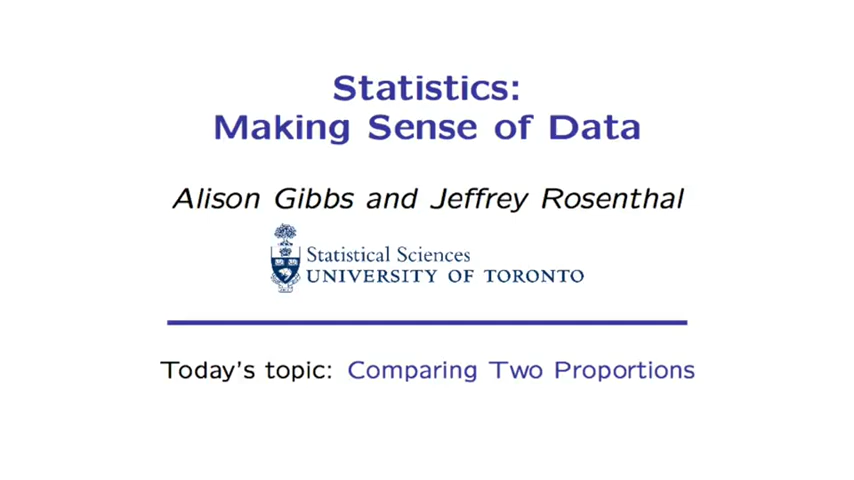 Statistics:
Making Sense of Data
Alison Gibbs and Jeffrey Rosenthal
Statistical Sciences
UNIVERSITY OF TORONTO
Today's topic: Comparing Two Proportions